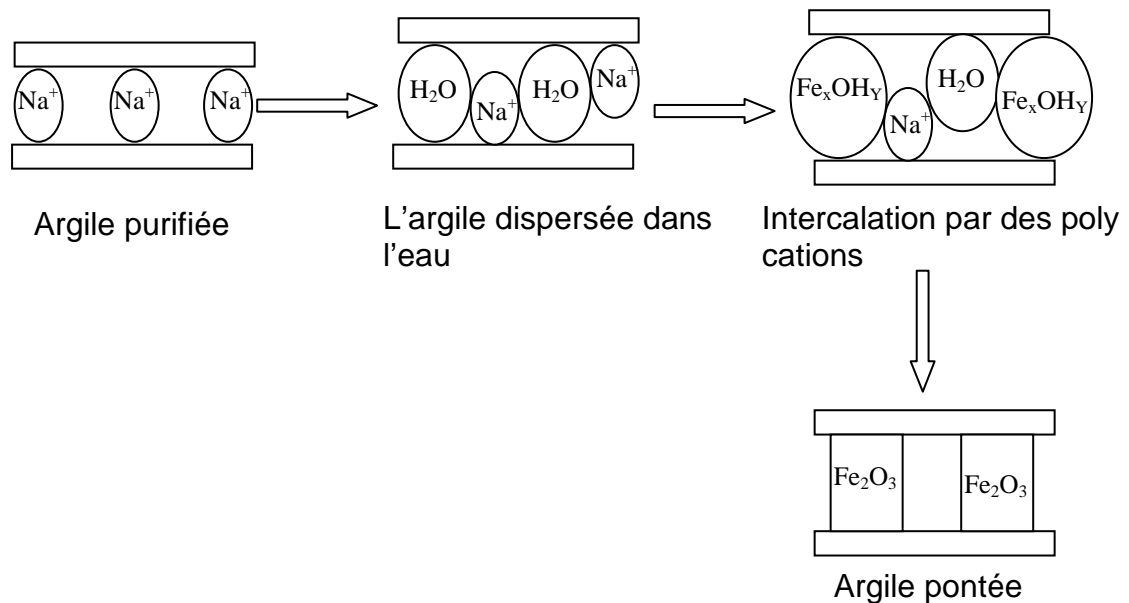 Na⁺ Na⁺ Na⁺
Argile purifiée
H₂O Na⁺ H₂O Na⁺
L'argile dispersée dans
l'eau
FeₓOHY Na⁺ H₂O FeₓOHY
Intercalation par des poly
cations
Fe₂O₃ Fe₂O₃
Argile pontée